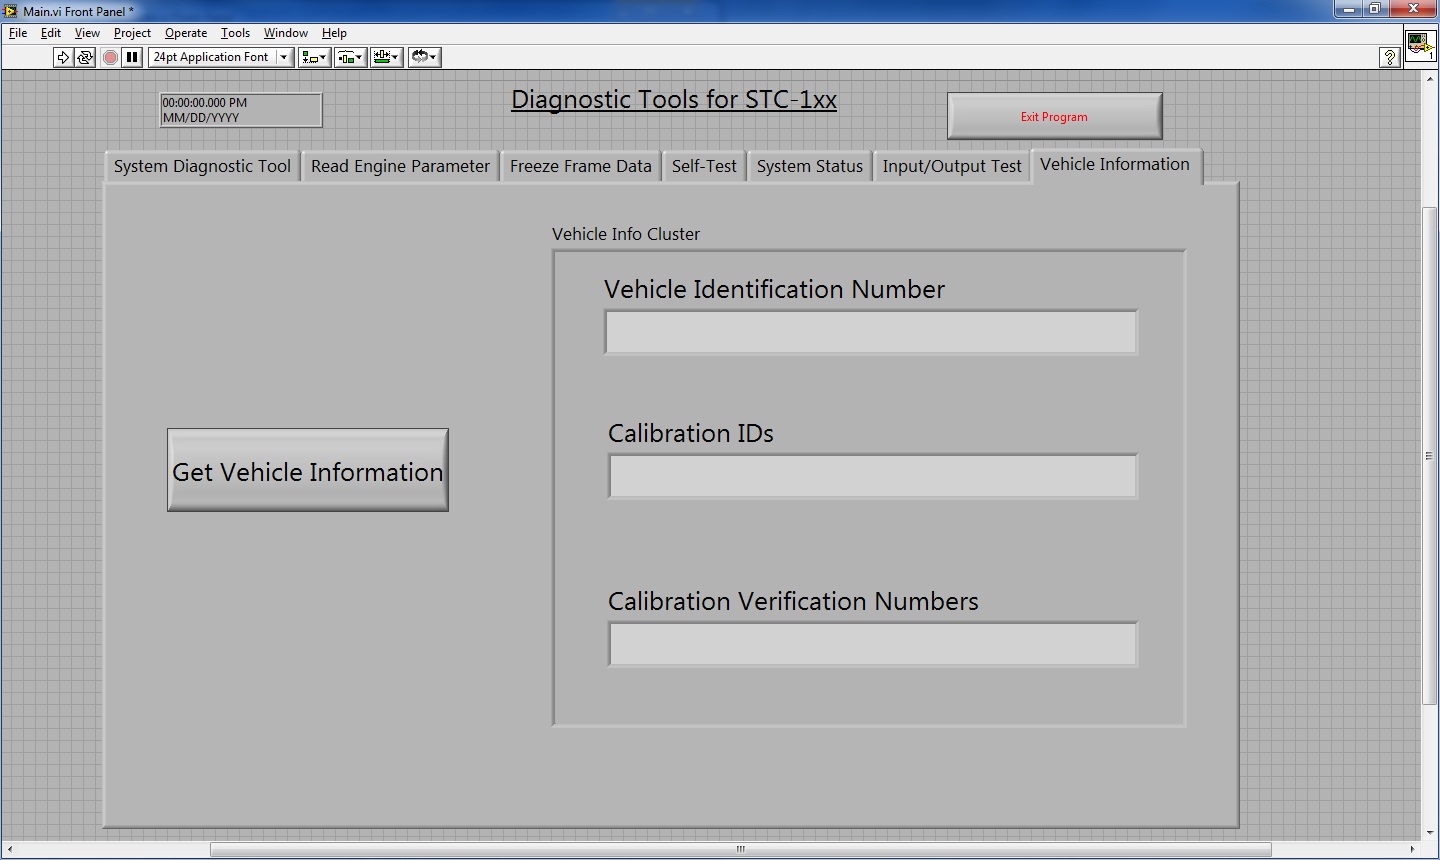 Main.vi Front Panel *
File Edit View Project Operate Tools Window Help
24pt Application Font
?
1
00:00:00.000 PM
MM/DD/YYYY
Diagnostic Tools for STC-1xx
Exit Program
System Diagnostic Tool Read Engine Parameter Freeze Frame Data Self-Test System Status Input/Output Test Vehicle Information
Vehicle Info Cluster
Vehicle Identification Number
Calibration IDs
Get Vehicle Information
Calibration Verification Numbers